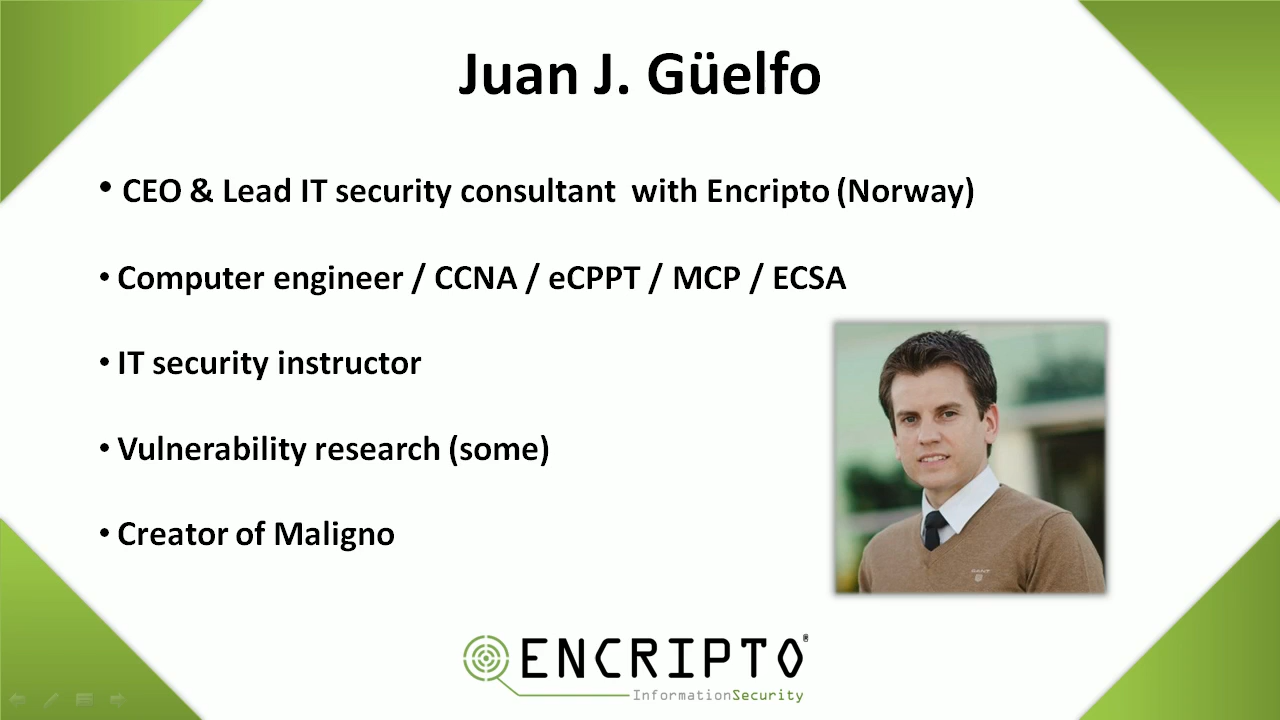 Juan J. Güelfo
• CEO & Lead IT security consultant  with Encripto (Norway)
• Computer engineer / CCNA / eCPPT / MCP / ECSA
• IT security instructor
• Vulnerability research (some)
• Creator of Maligno
GANT
ENCRIPTO®
InformationSecurity